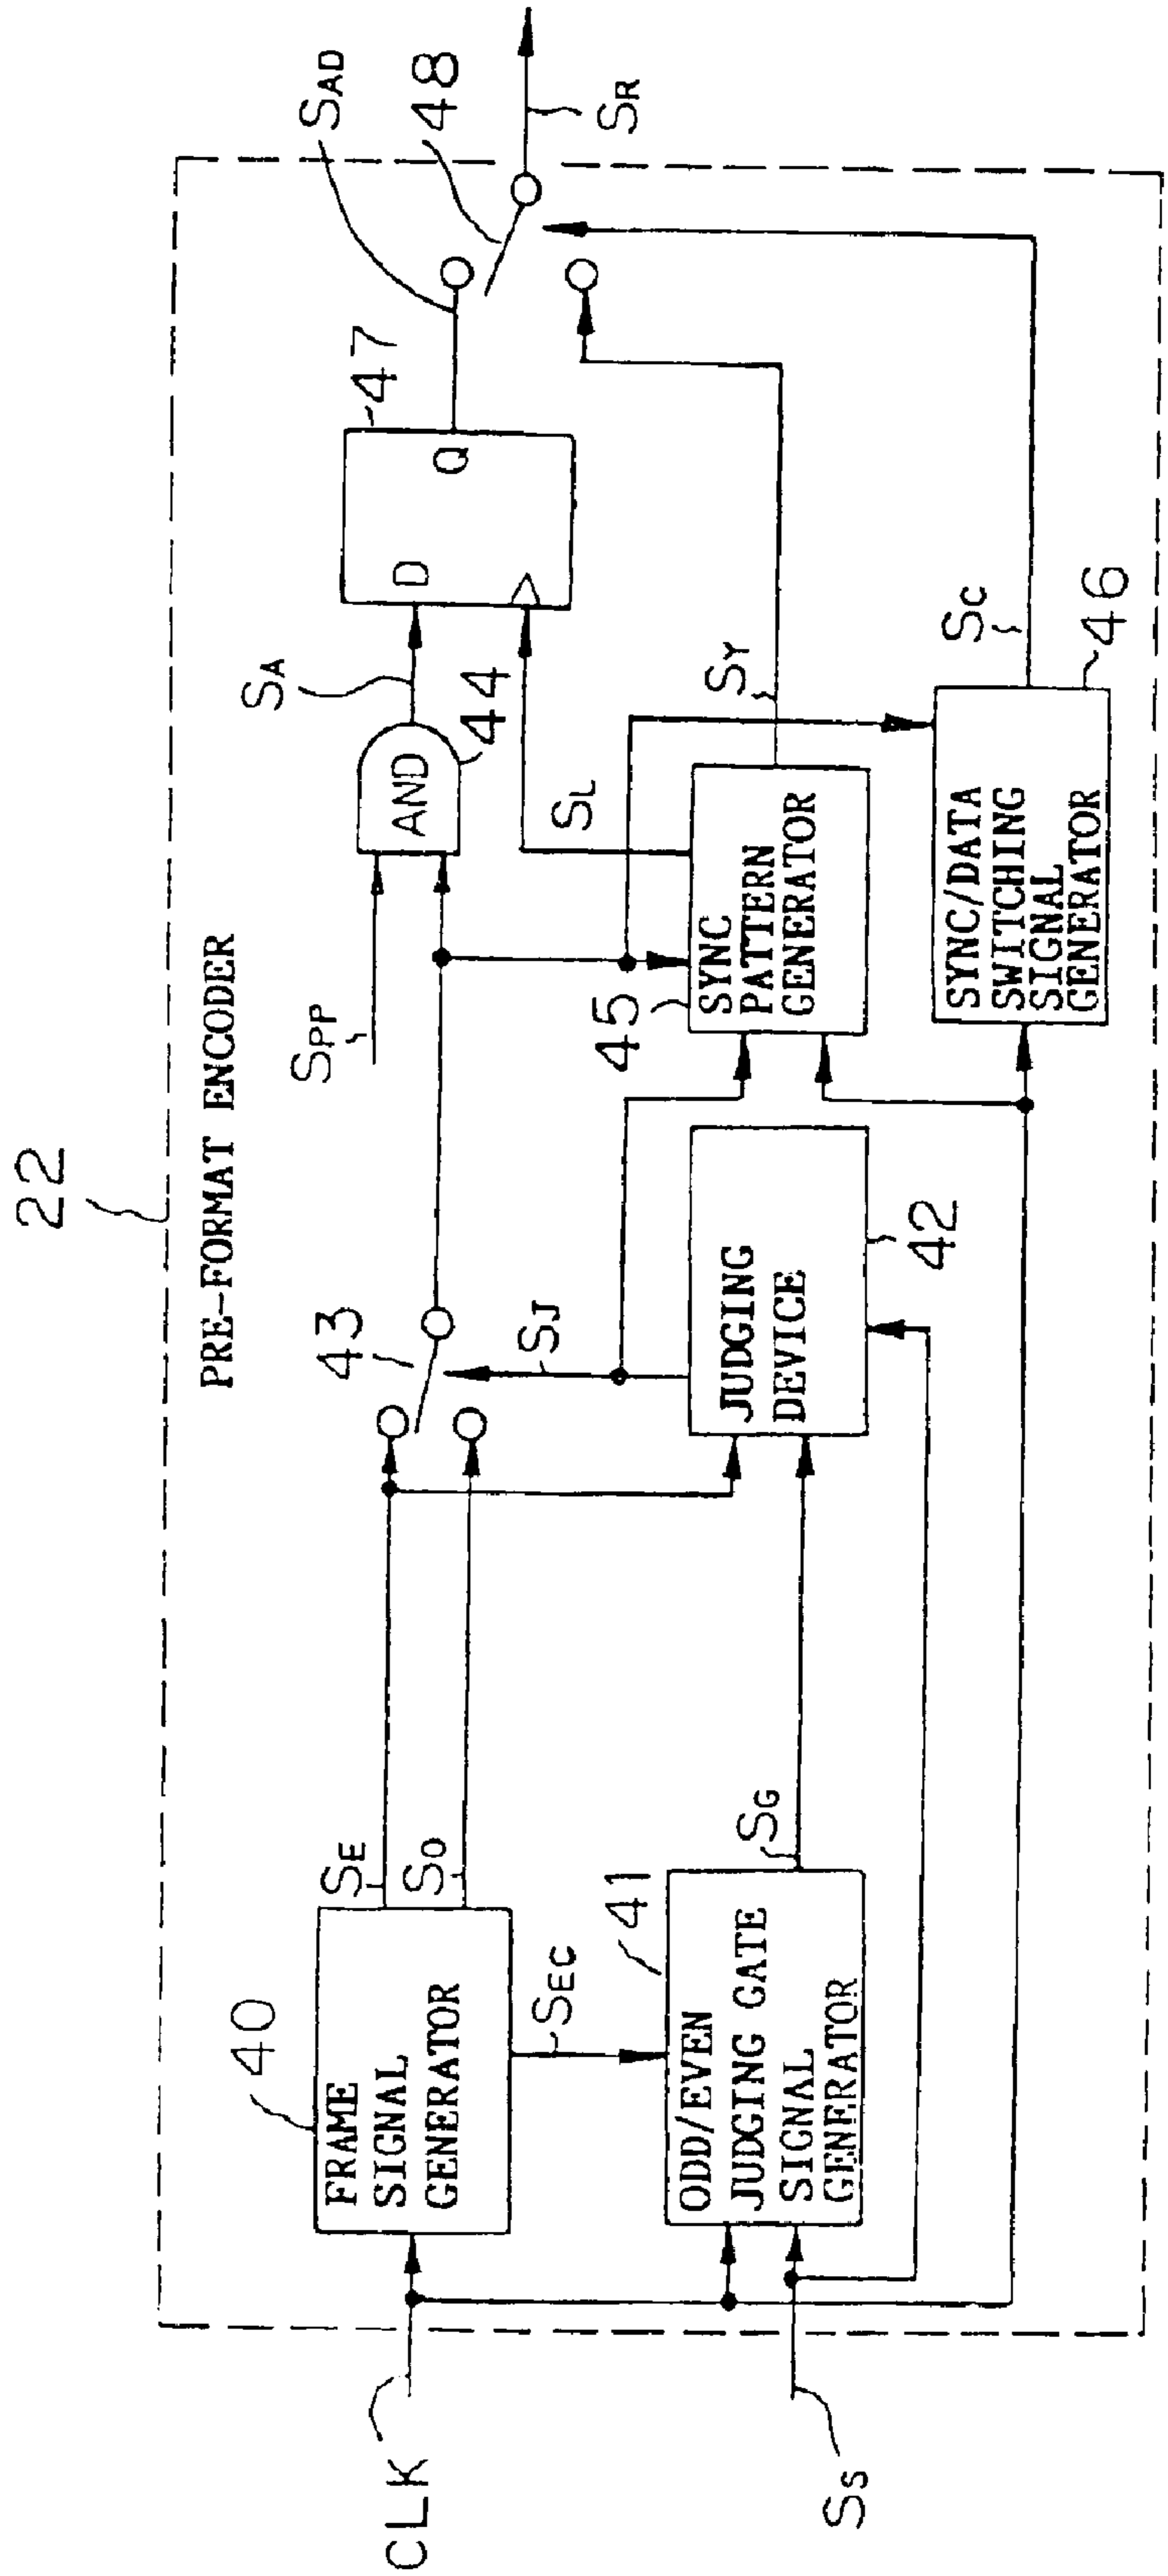 22
PRE-FORMAT ENCODER
CLK
SS
40
FRAME
SIGNAL
GENERATOR
SE
SO
SEC
41
ODD/EVEN
JUDGING GATE
SIGNAL
GENERATOR
SG
43
SJ
JUDGING
DEVICE
42
SPP
AND
44
SA
45
SYNC
PATTERN
GENERATOR
SL
SY
D
Q
47
SYNC/DATA
SWITCHING
SIGNAL
GENERATOR
46
SC
SAD
48
SR